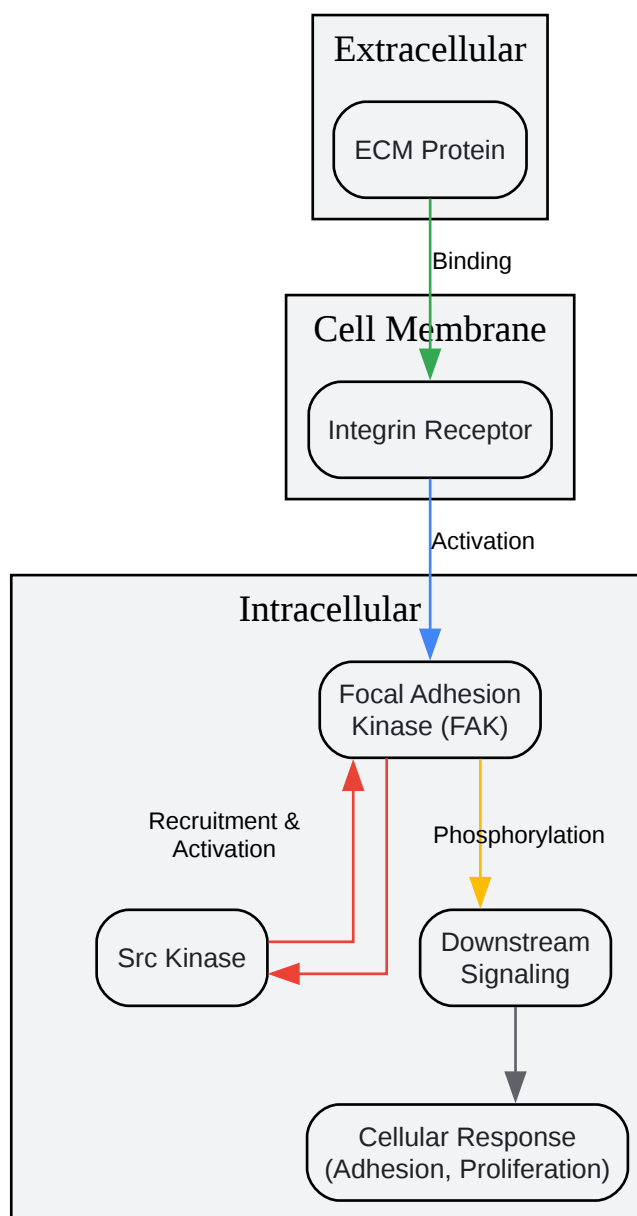 Extracellular
ECM Protein
Binding
Cell Membrane
Integrin Receptor
Activation
Intracellular
Focal Adhesion
Kinase (FAK)
Recruitment &
Activation
Phosphorylation
Src Kinase
Downstream
Signaling
Cellular Response
(Adhesion, Proliferation)